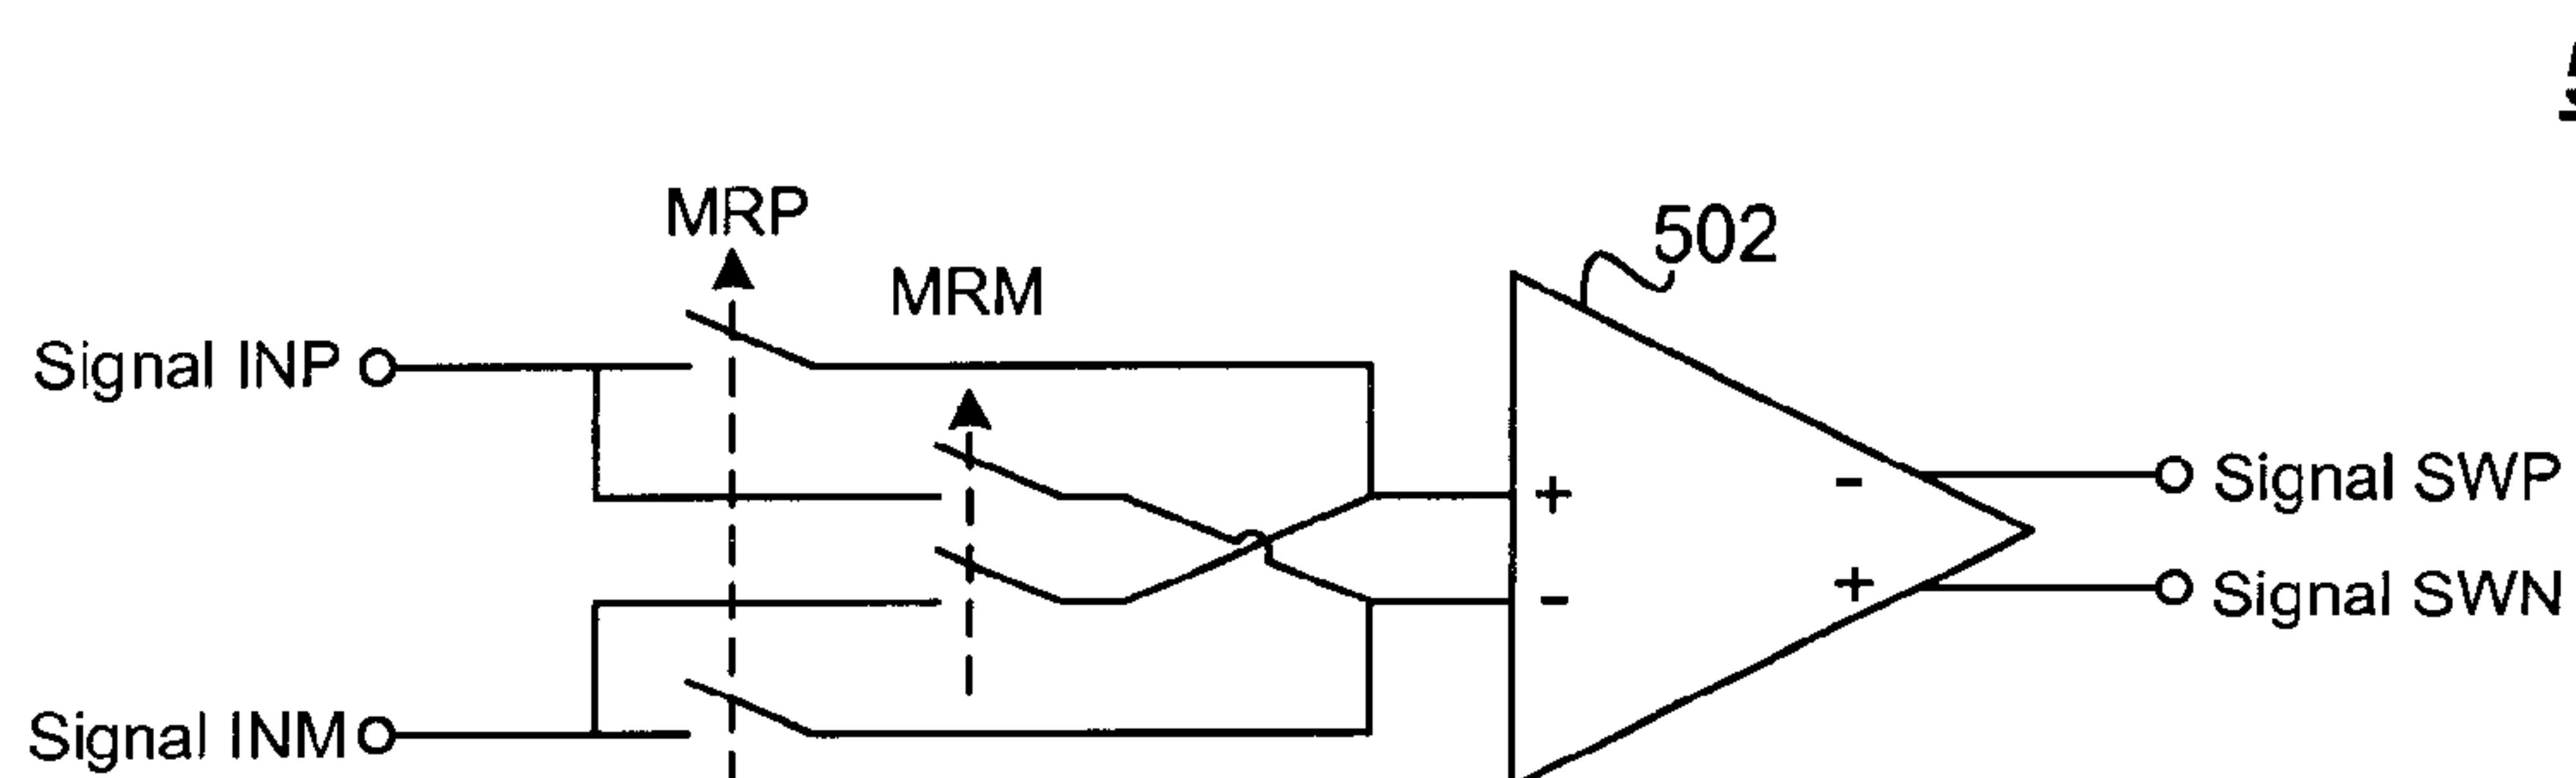 MRP
502
MRM
Signal INP
+
-
-
+
Signal SWP
Signal SWN
Signal INM